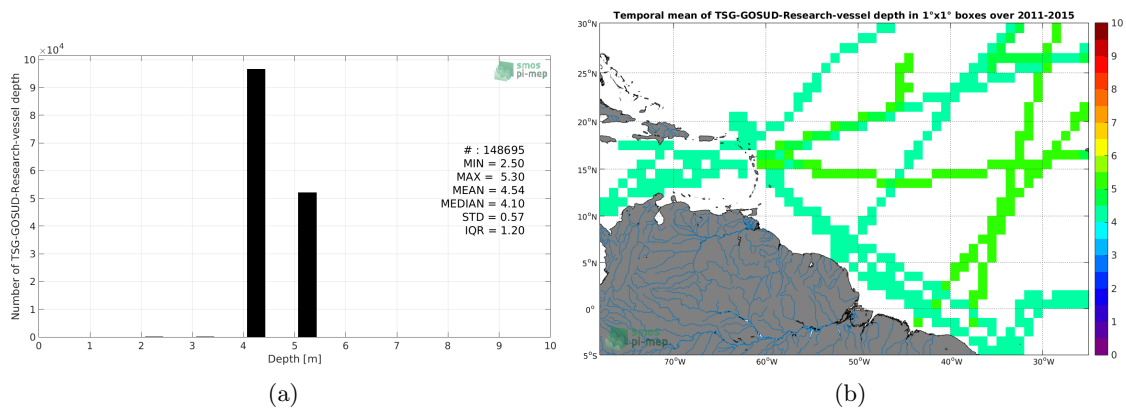 ×10⁴
10
9
8
7
6
5
4
3
2
1
0
Number of TSG-GOSUD-Research-vessel depth
smos
pi-mep
# : 148695
MIN = 2.50
MAX = 5.30
MEAN = 4.54
MEDIAN = 4.10
STD = 0.57
IQR = 1.20
0 1 2 3 4 5 6 7 8 9 10
Depth [m]
(a)
Temporal mean of TSG-GOSUD-Research-vessel depth in 1°x1° boxes over 2011-2015
30°N
25°N
20°N
15°N
10°N
5°N
0°
5°S
smos
pi-mep
70°W 60°W 50°W 40°W 30°W
10
9
8
7
6
5
4
3
2
1
0
(b)